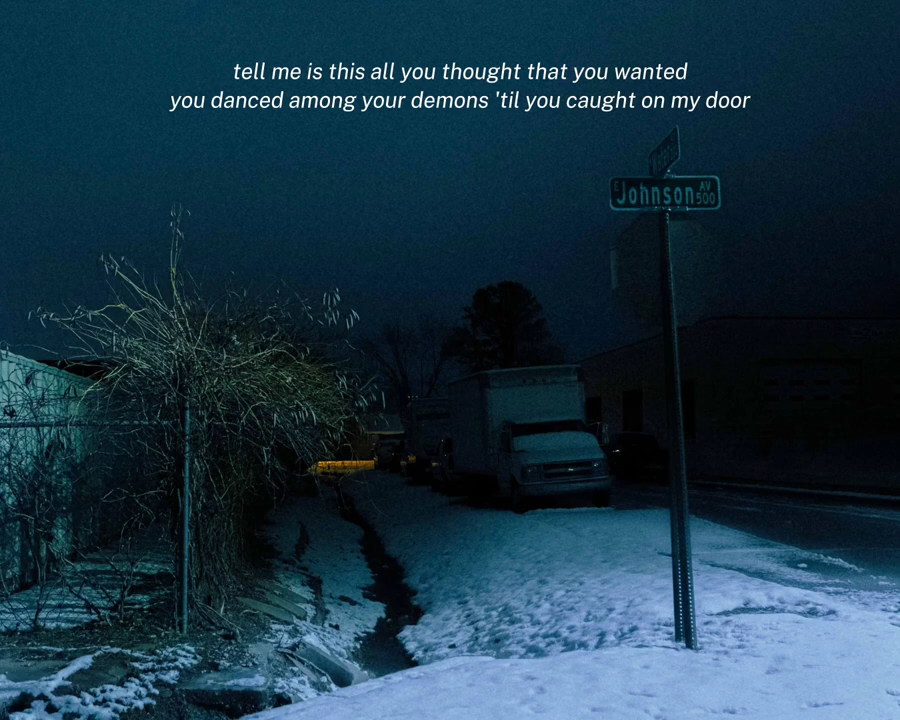 tell me is this all you thought that you wanted
you danced among your demons 'til you caught on my door
E Johnson AV 500